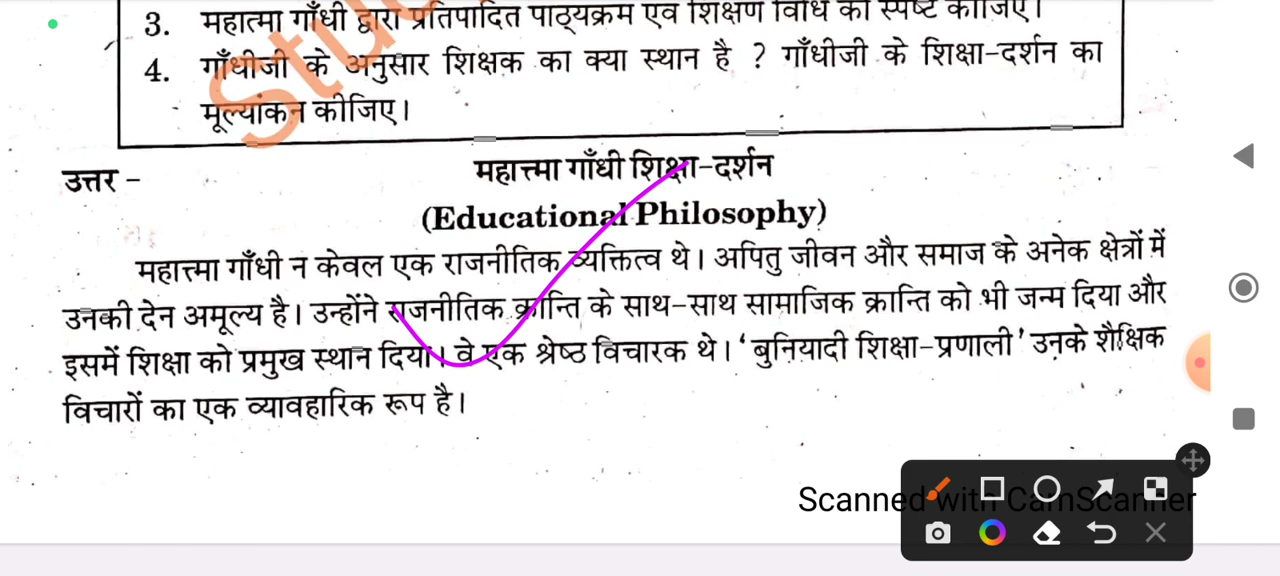 3. महात्मा गाँधी द्वारा प्रतिपादित पाठ्यक्रम एवं शिक्षण विधि को स्पष्ट कीजिए।
4. गाँधीजी के अनुसार शिक्षक का क्या स्थान है ? गाँधीजी के शिक्षा-दर्शन का
मूल्यांकन कीजिए।
उत्तर – महात्मा गाँधी शिक्षा-दर्शन
(Educational Philosophy)
महात्मा गाँधी न केवल एक राजनीतिक व्यक्तित्व थे। अपितु जीवन और समाज के अनेक क्षेत्रों में
उनकी देन अमूल्य है। उन्होंने राजनीतिक क्रान्ति के साथ-साथ सामाजिक क्रान्ति को भी जन्म दिया और
इसमें शिक्षा को प्रमुख स्थान दिया। वे एक श्रेष्ठ विचारक थे। 'बुनियादी शिक्षा-प्रणाली' उनके शैक्षिक
विचारों का एक व्यावहारिक रूप है।
Scanned with CamScanner